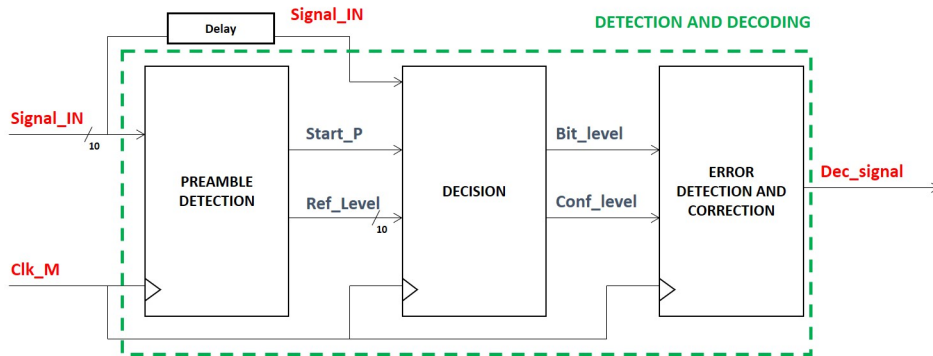 Signal_IN
DETECTION AND DECODING
Delay
Signal_IN
10
Start_P
Bit_level
PREAMBLE
DETECTION
DECISION
ERROR
DETECTION AND
CORRECTION
Dec_signal
Ref_Level
10
Conf_level
Clk_M